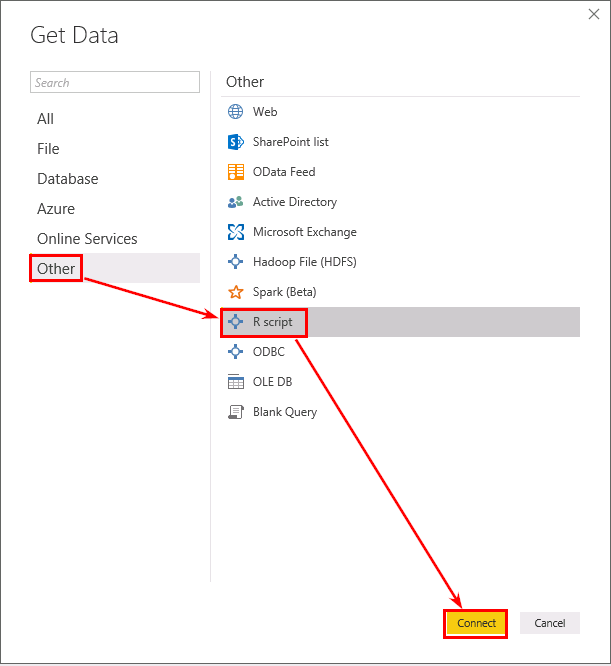 Get Data
Search
All
File
Database
Azure
Online Services
Other
Other
Web
SharePoint list
OData Feed
Active Directory
Microsoft Exchange
Hadoop File (HDFS)
Spark (Beta)
R script
ODBC
OLE DB
Blank Query
Connect
Cancel